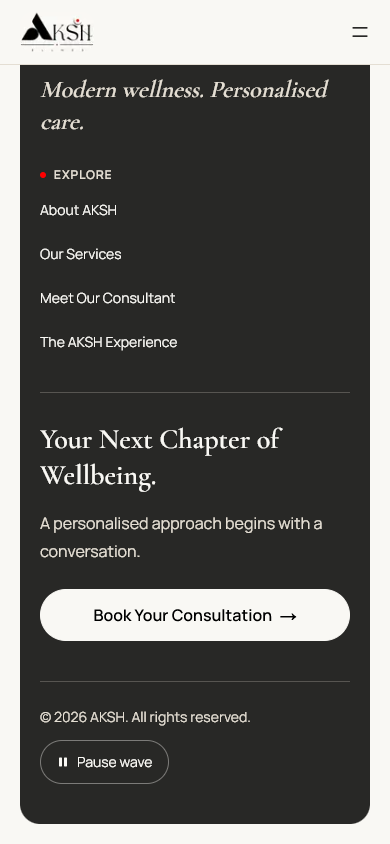 AKSH
Modern wellness. Personalised
care.
EXPLORE
About AKSH
Our Services
Meet Our Consultant
The AKSH Experience
Your Next Chapter of
Wellbeing.
A personalised approach begins with a
conversation.
Book Your Consultation →
© 2026 AKSH. All rights reserved.
Pause wave